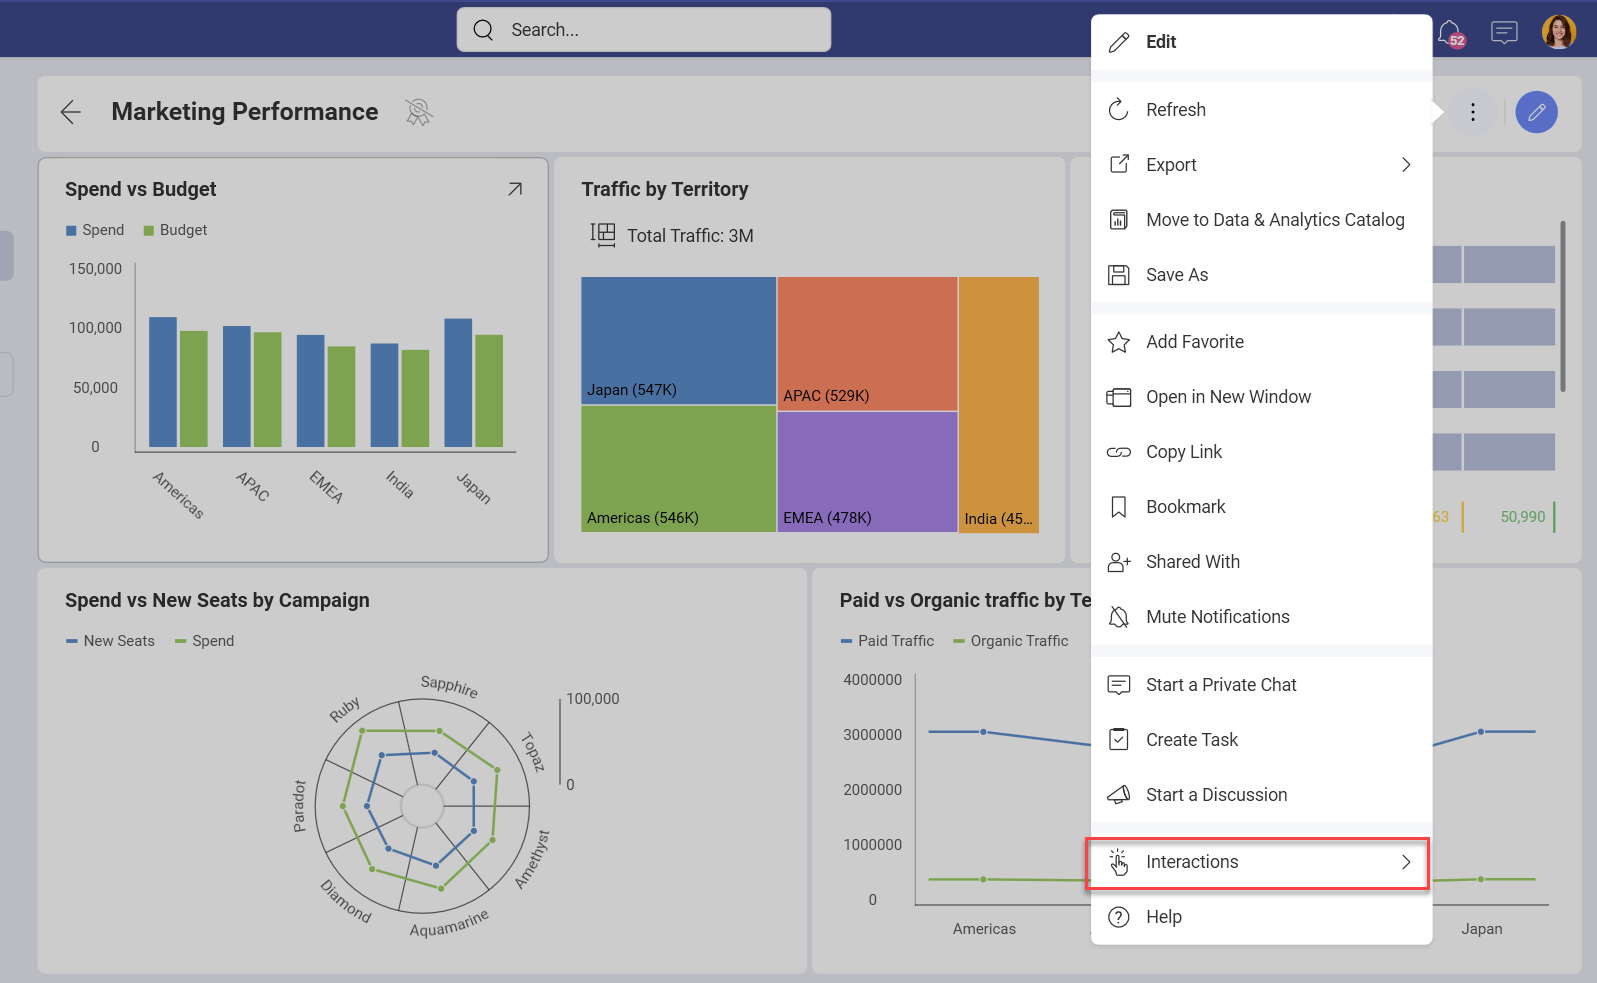 Search...
52
Marketing Performance
Edit
Refresh
Export
Move to Data & Analytics Catalog
Save As
Add Favorite
Open in New Window
Copy Link
Bookmark
Shared With
Mute Notifications
Start a Private Chat
Create Task
Start a Discussion
Interactions
Help
Spend vs Budget
Spend
Budget
150,000
100,000
50,000
0
Americas
APAC
EMEA
India
Japan
Traffic by Territory
Total Traffic: 3M
Japan (547K)
APAC (529K)
Americas (546K)
EMEA (478K)
India (45...
63
50,990
Spend vs New Seats by Campaign
New Seats
Spend
Sapphire
Ruby
Topaz
Paradot
Amethyst
Diamond
Aquamarine
100,000
0
Paid vs Organic traffic by Te
Paid Traffic
Organic Traffic
4000000
3000000
2000000
1000000
0
Americas
Japan